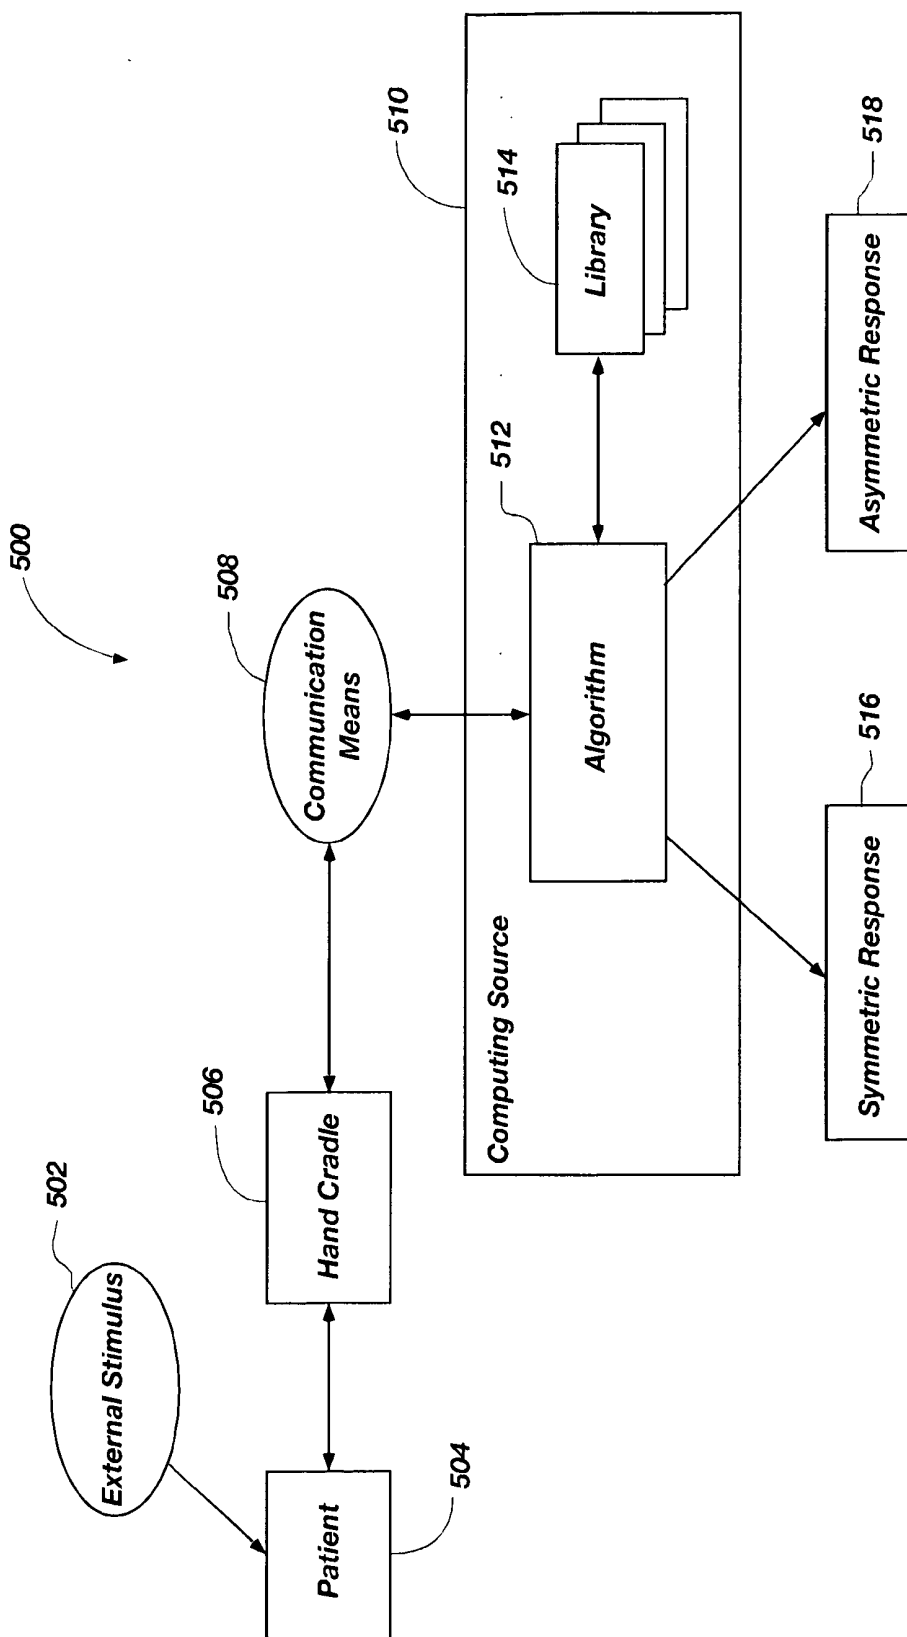 500
502
External Stimulus
Patient
504
506
Hand Cradle
508
Communication
Means
510
Computing Source
512
Algorithm
514
Library
Symmetric Response
516
Asymmetric Response
518